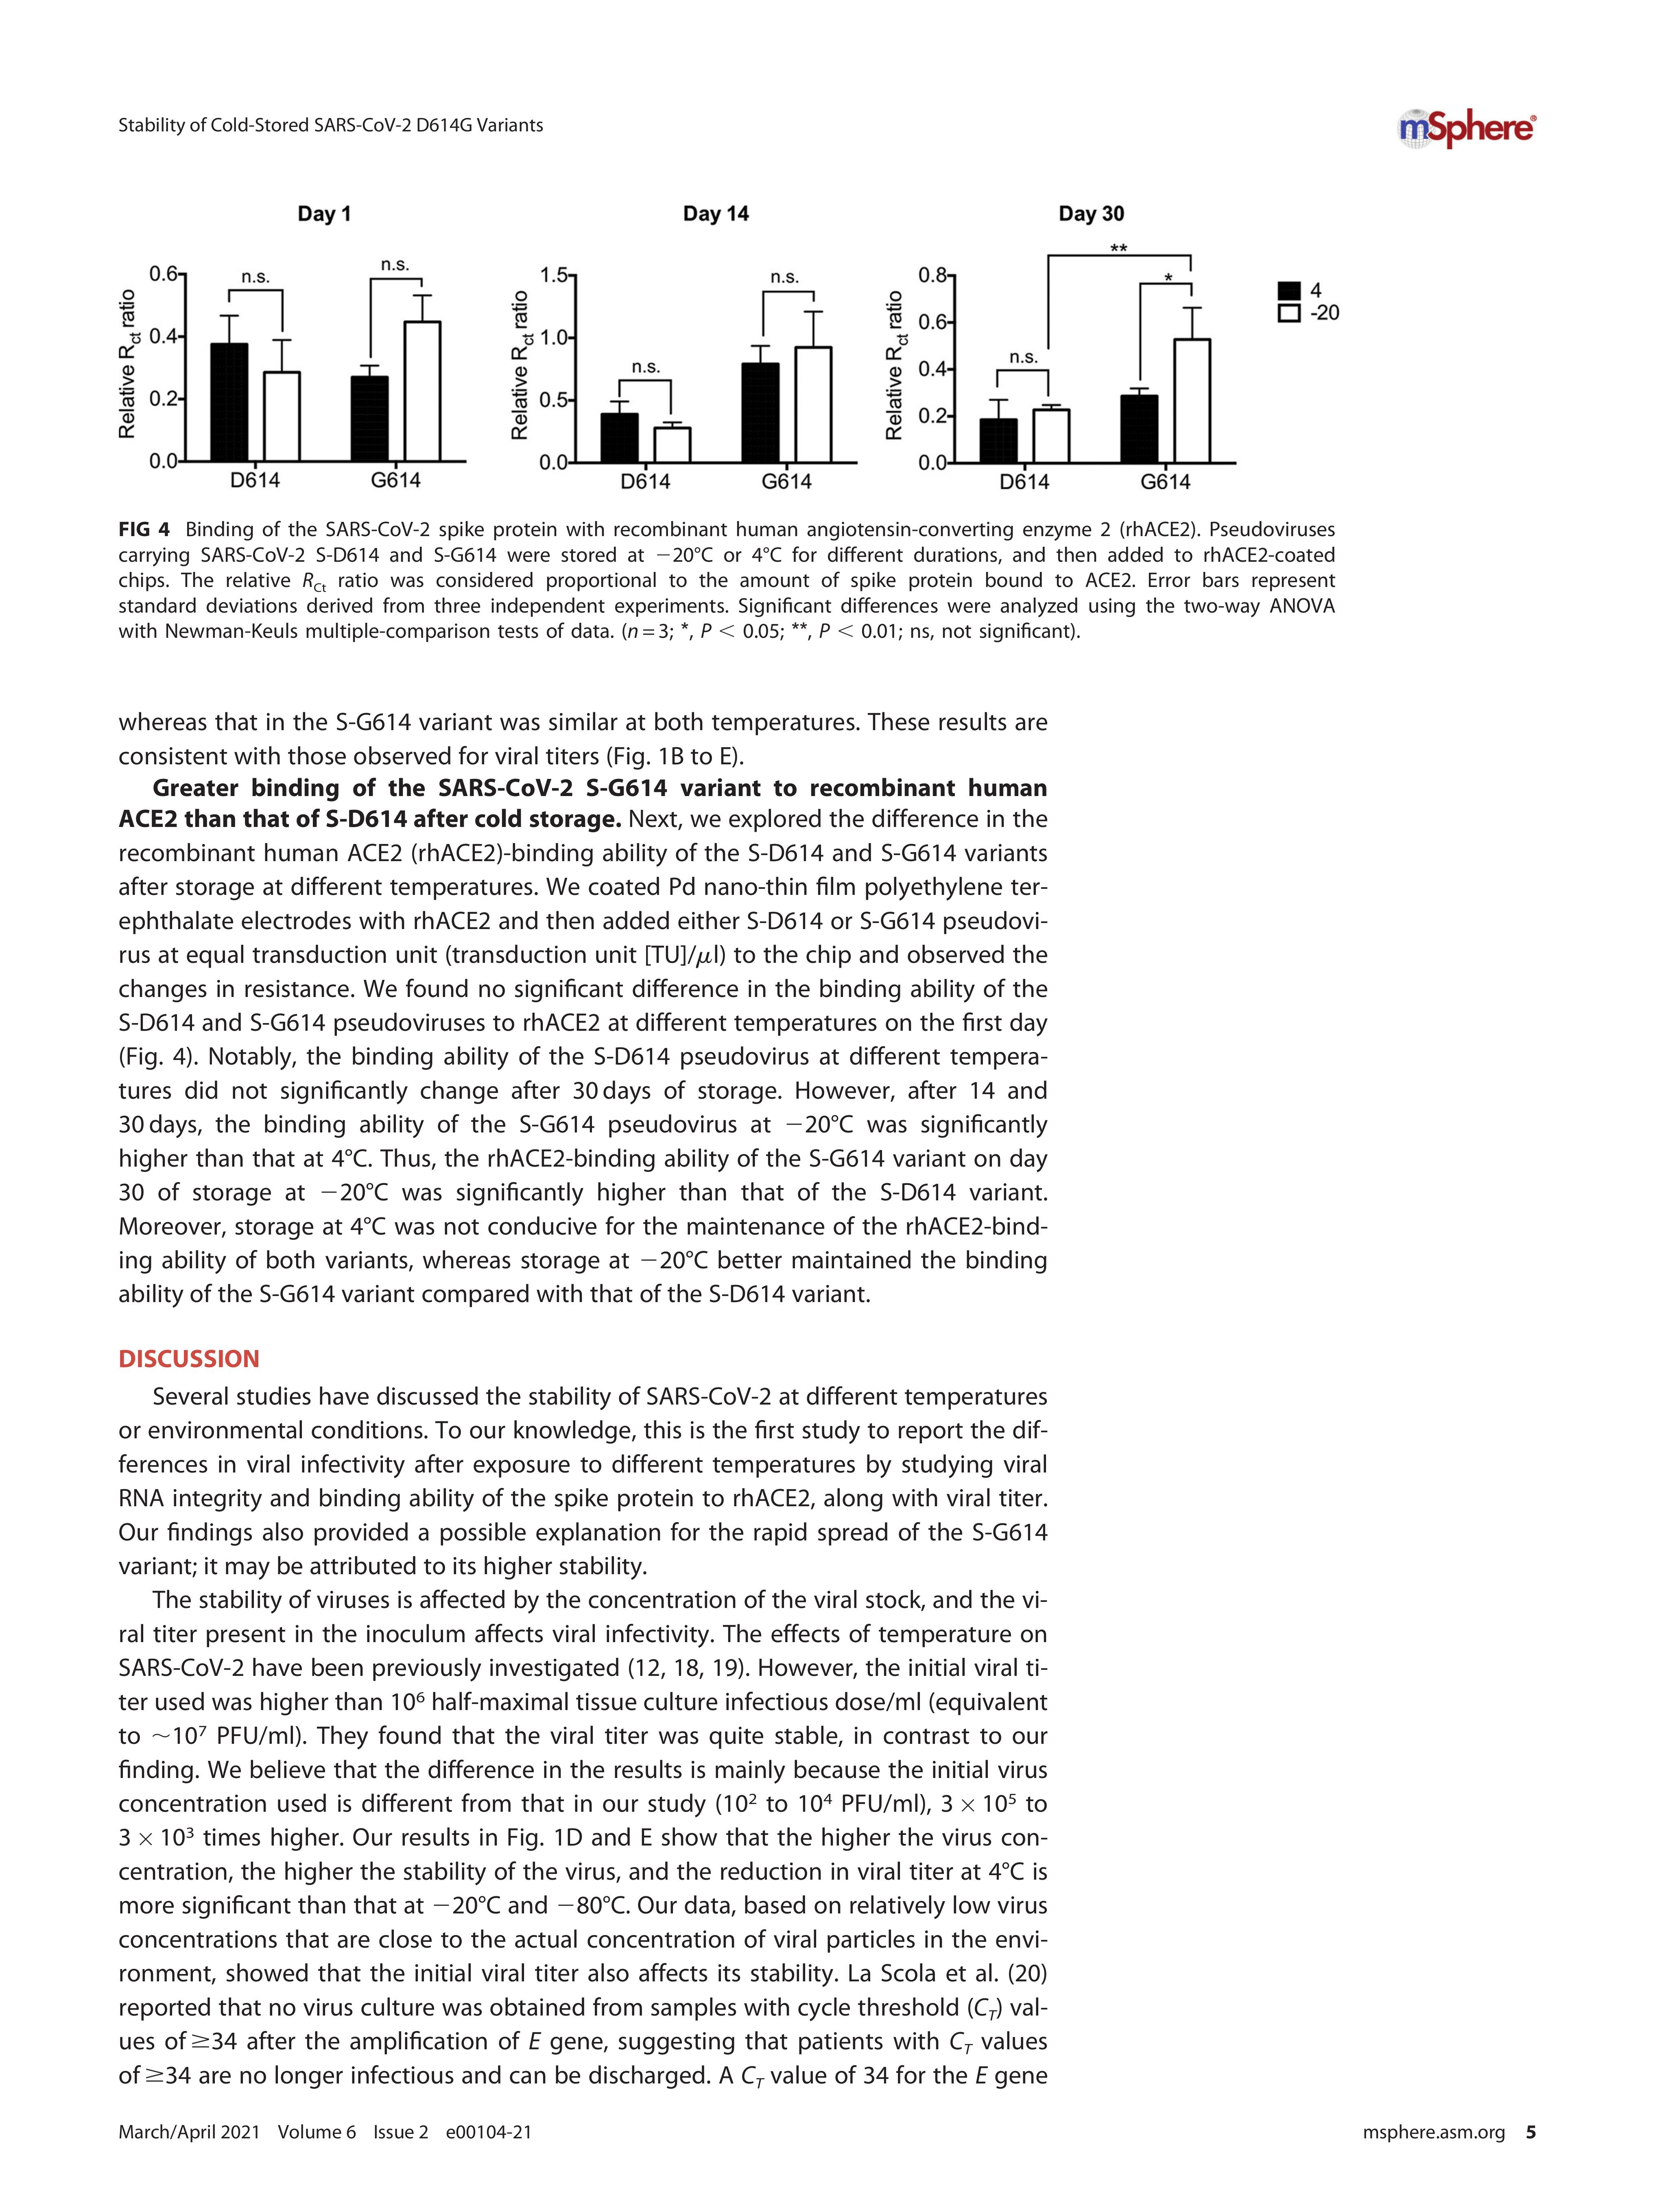 Stability of Cold-Stored SARS-CoV-2 D614G Variants
mSphere®
Day 1
Relative Rct ratio
0.6
0.4
0.2
0.0
n.s.
n.s.
D614
G614
Day 14
Relative Rct ratio
1.5
1.0
0.5
0.0
n.s.
n.s.
D614
G614
Day 30
Relative Rct ratio
0.8
0.6
0.4
0.2
0.0
n.s.
**
*
D614
G614
4
-20
FIG 4 Binding of the SARS-CoV-2 spike protein with recombinant human angiotensin-converting enzyme 2 (rhACE2). Pseudoviruses
carrying SARS-CoV-2 S-D614 and S-G614 were stored at −20°C or 4°C for different durations, and then added to rhACE2-coated
chips. The relative RCt ratio was considered proportional to the amount of spike protein bound to ACE2. Error bars represent
standard deviations derived from three independent experiments. Significant differences were analyzed using the two-way ANOVA
with Newman-Keuls multiple-comparison tests of data. (n = 3; *, P < 0.05; **, P < 0.01; ns, not significant).
whereas that in the S-G614 variant was similar at both temperatures. These results are
consistent with those observed for viral titers (Fig. 1B to E).
Greater binding of the SARS-CoV-2 S-G614 variant to recombinant human
ACE2 than that of S-D614 after cold storage. Next, we explored the difference in the
recombinant human ACE2 (rhACE2)-binding ability of the S-D614 and S-G614 variants
after storage at different temperatures. We coated Pd nano-thin film polyethylene ter-
ephthalate electrodes with rhACE2 and then added either S-D614 or S-G614 pseudovi-
rus at equal transduction unit (transduction unit [TU]/μl) to the chip and observed the
changes in resistance. We found no significant difference in the binding ability of the
S-D614 and S-G614 pseudoviruses to rhACE2 at different temperatures on the first day
(Fig. 4). Notably, the binding ability of the S-D614 pseudovirus at different tempera-
tures did not significantly change after 30 days of storage. However, after 14 and
30 days, the binding ability of the S-G614 pseudovirus at −20°C was significantly
higher than that at 4°C. Thus, the rhACE2-binding ability of the S-G614 variant on day
30 of storage at −20°C was significantly higher than that of the S-D614 variant.
Moreover, storage at 4°C was not conducive for the maintenance of the rhACE2-bind-
ing ability of both variants, whereas storage at −20°C better maintained the binding
ability of the S-G614 variant compared with that of the S-D614 variant.
DISCUSSION
Several studies have discussed the stability of SARS-CoV-2 at different temperatures
or environmental conditions. To our knowledge, this is the first study to report the dif-
ferences in viral infectivity after exposure to different temperatures by studying viral
RNA integrity and binding ability of the spike protein to rhACE2, along with viral titer.
Our findings also provided a possible explanation for the rapid spread of the S-G614
variant; it may be attributed to its higher stability.
The stability of viruses is affected by the concentration of the viral stock, and the vi-
ral titer present in the inoculum affects viral infectivity. The effects of temperature on
SARS-CoV-2 have been previously investigated (12, 18, 19). However, the initial viral ti-
ter used was higher than 10⁶ half-maximal tissue culture infectious dose/ml (equivalent
to ∼10⁷ PFU/ml). They found that the viral titer was quite stable, in contrast to our
finding. We believe that the difference in the results is mainly because the initial virus
concentration used is different from that in our study (10² to 10⁴ PFU/ml), 3 × 10⁵ to
3 × 10³ times higher. Our results in Fig. 1D and E show that the higher the virus con-
centration, the higher the stability of the virus, and the reduction in viral titer at 4°C is
more significant than that at −20°C and −80°C. Our data, based on relatively low virus
concentrations that are close to the actual concentration of viral particles in the envi-
ronment, showed that the initial viral titer also affects its stability. La Scola et al. (20)
reported that no virus culture was obtained from samples with cycle threshold (CT) val-
ues of ≥34 after the amplification of E gene, suggesting that patients with CT values
of ≥34 are no longer infectious and can be discharged. A CT value of 34 for the E gene
March/April 2021 Volume 6 Issue 2 e00104-21
msphere.asm.org 5